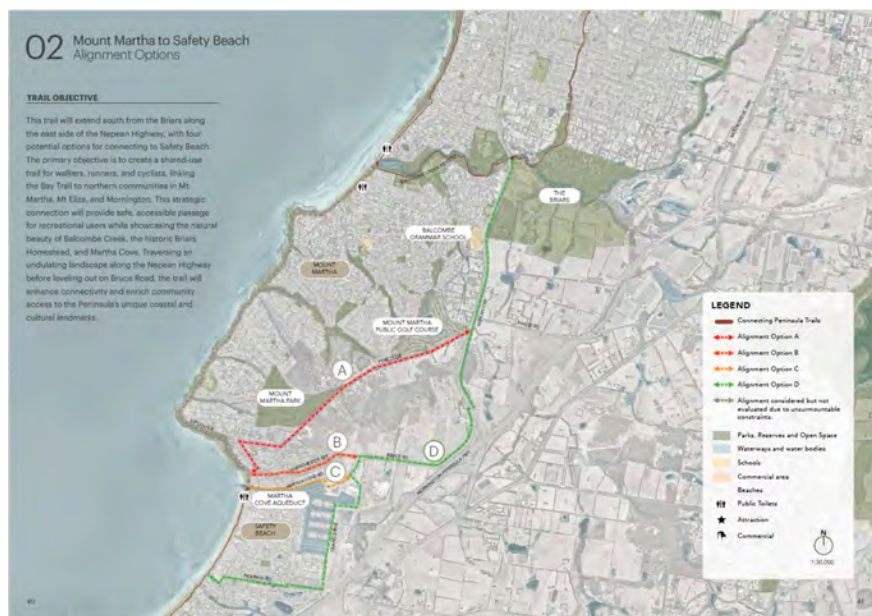 02 Mount Martha to Safety Beach
Alignment Options
TRAIL OBJECTIVE
This trail will extend south from the Briars along
the east side of the Nepean Highway, with four
potential options for connecting to Safety Beach.
The primary objective is to create a shared-use
trail for walkers, runners, and cyclists, linking
the Bay Trail to northern communities in Mt
Martha, Mt Eliza, and Mornington. This strategic
connection will provide safe, accessible passage
for recreational users while showcasing the natural
beauty of Balcombe Creek, the historic Briars
Homestead, and Martha Cove. Traversing an
undulating landscape along the Nepean Highway
before leveling out on Bruce Road, the trail will
enhance connectivity and enrich community
access to the Peninsula's unique coastal and
cultural landmarks.
THE
BRIARS
BALCOMBE
GRAMMAR SCHOOL
MOUNT
MARTHA
MOUNT MARTHA
PUBLIC GOLF COURSE
A
MOUNT
MARTHA PARK
B
BRUCE RD
D
C
MARTHA
COVE AQUEDUCT
SAFETY
BEACH
LEGEND
Connecting Peninsula Trails
Alignment Option A
Alignment Option B
Alignment Option C
Alignment Option D
Alignment considered but not
evaluated due to unsurmountable
constraints.
Parks, Reserves and Open Space
Waterways and water bodies
Schools
Commercial area
Beaches
Public Toilets
Attraction
Commercial
N
1:30,000
40
41